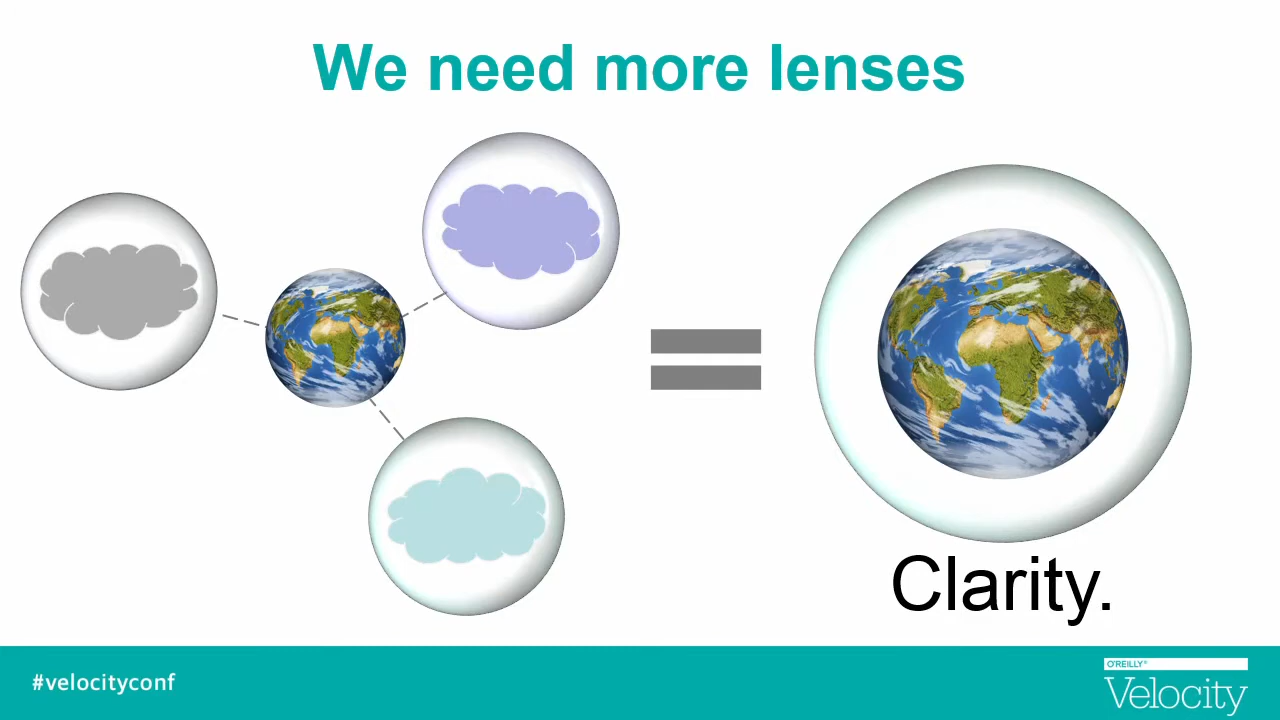 We need more lenses
Clarity.
#velocityconf
O'REILLY®
Velocity